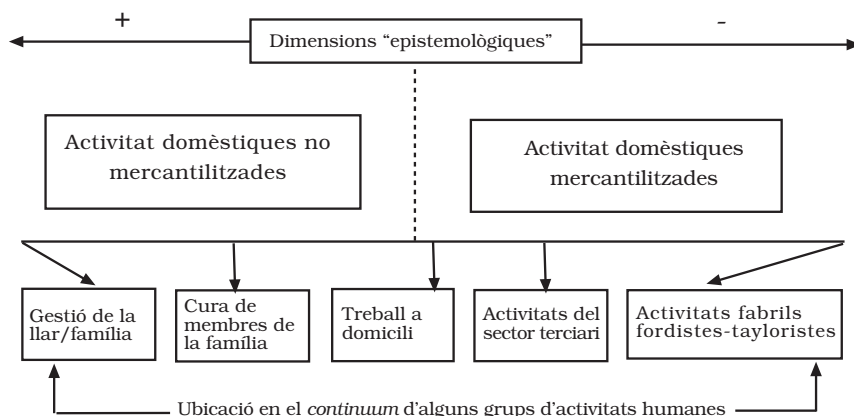 +
-
Dimensions “epistemològiques”
Activitat domèstiques no
mercantilitzades
Activitat domèstiques
mercantilitzades
Gestió de la
llar/família
Cura de
membres de
la família
Treball a
domicili
Activitats del
sector terciari
Activitats fabrils
fordistes-tayloristes
Ubicació en el continuum d'alguns grups d'activitats humanes